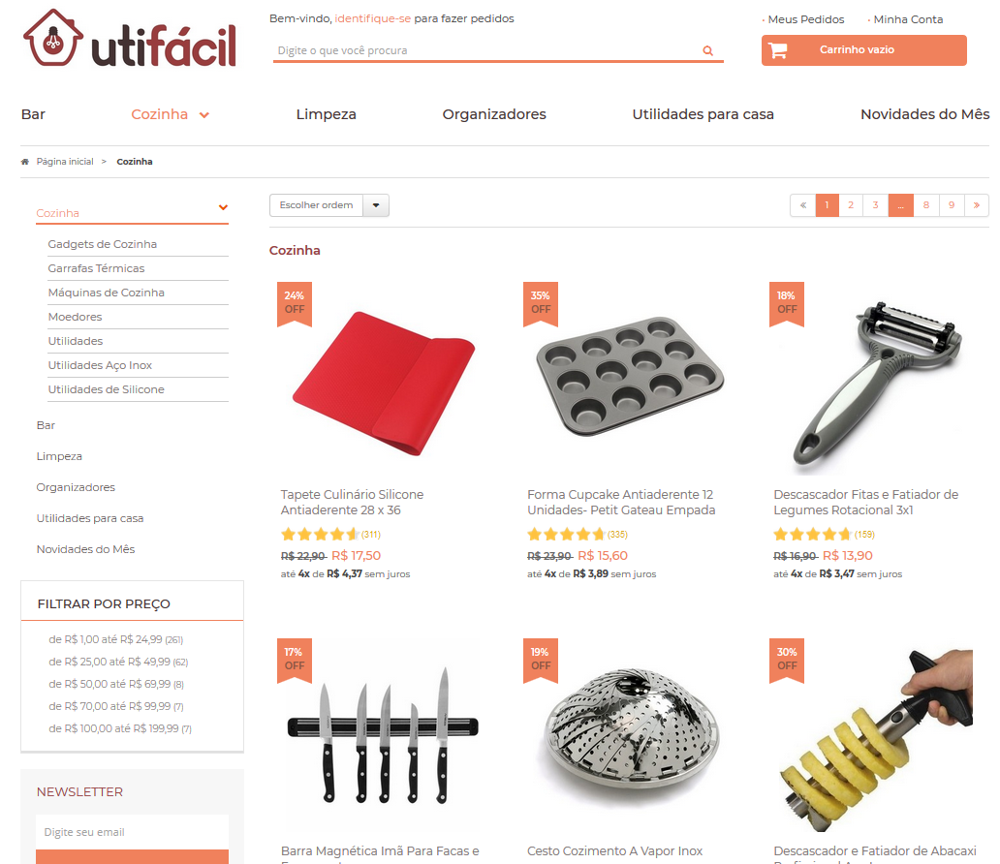 utifácil
Bem-vindo, identifique-se para fazer pedidos
Digite o que você procura
· Meus Pedidos
· Minha Conta
Carrinho vazio
Bar
Cozinha
Limpeza
Organizadores
Utilidades para casa
Novidades do Mês
Página inicial > Cozinha
Cozinha
Gadgets de Cozinha
Garrafas Térmicas
Máquinas de Cozinha
Moedores
Utilidades
Utilidades Aço Inox
Utilidades de Silicone
Bar
Limpeza
Organizadores
Utilidades para casa
Novidades do Mês
FILTRAR POR PREÇO
de R$ 1,00 até R$ 24,99 (261)
de R$ 25,00 até R$ 49,99 (62)
de R$ 50,00 até R$ 69,99 (8)
de R$ 70,00 até R$ 99,99 (7)
de R$ 100,00 até R$ 199,99 (7)
NEWSLETTER
Digite seu email
Escolher ordem
« 1 2 3 ... 8 9 »
Cozinha
24%
OFF
Tapete Culinário Silicone
Antiaderente 28 x 36
(311)
R$ 22,90 R$ 17,50
até 4x de R$ 4,37 sem juros
35%
OFF
Forma Cupcake Antiaderente 12
Unidades- Petit Gateau Empada
(335)
R$ 23,90 R$ 15,60
até 4x de R$ 3,89 sem juros
18%
OFF
Descascador Fitas e Fatiador de
Legumes Rotacional 3x1
(159)
R$ 16,90 R$ 13,90
até 4x de R$ 3,47 sem juros
17%
OFF
Barra Magnética Imã Para Facas e
19%
OFF
Cesto Cozimento A Vapor Inox
30%
OFF
Descascador e Fatiador de Abacaxi